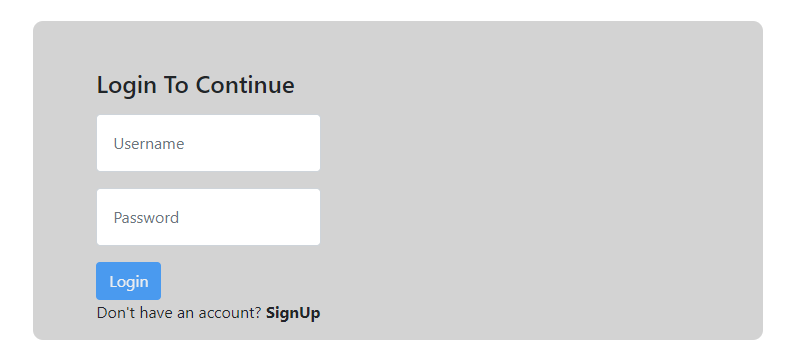 Login To Continue
Username
Password
Login
Don't have an account? SignUp